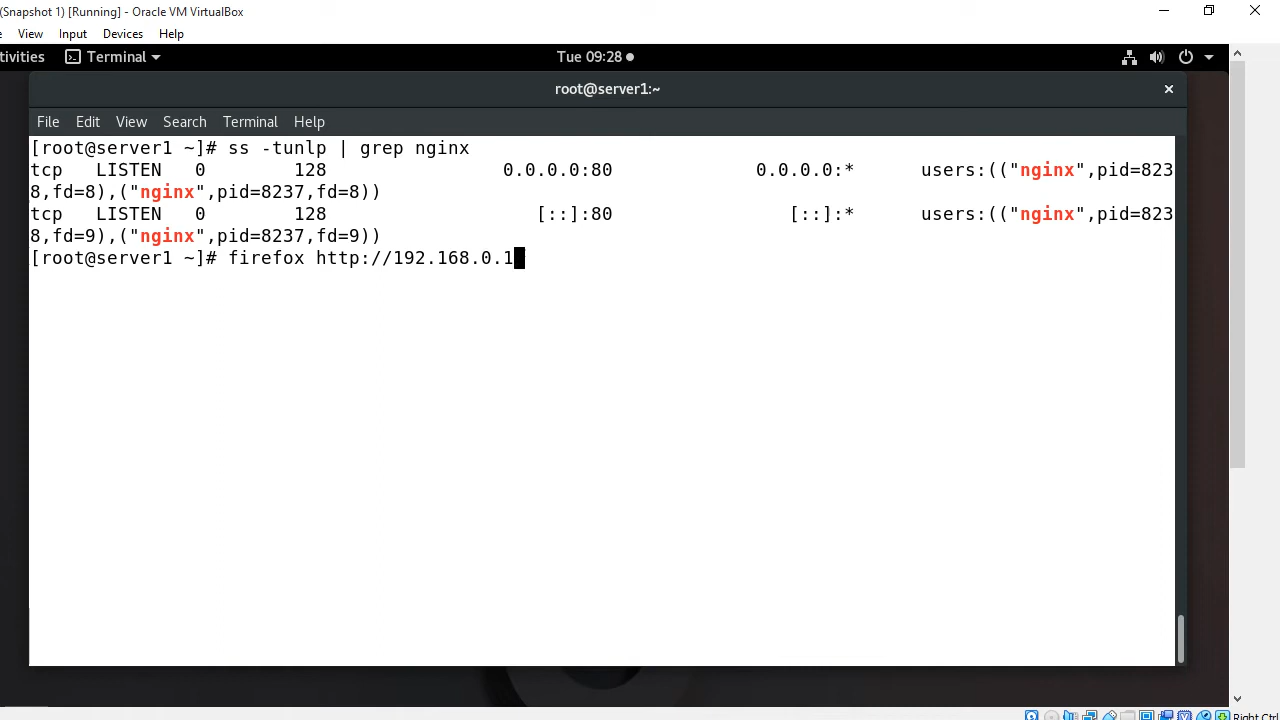 (Snapshot 1) [Running] - Oracle VM VirtualBox
View Input Devices Help
tivities Terminal Tue 09:28
root@server1:~
File Edit View Search Terminal Help
[root@server1 ~]# ss -tunlp | grep nginx
tcp LISTEN 0 128 0.0.0.0:80 0.0.0.0:* users:(("nginx",pid=823
8,fd=8),("nginx",pid=8237,fd=8))
tcp LISTEN 0 128 [::]:80 [::]:* users:(("nginx",pid=823
8,fd=9),("nginx",pid=8237,fd=9))
[root@server1 ~]# firefox http://192.168.0.1
Right Ctrl